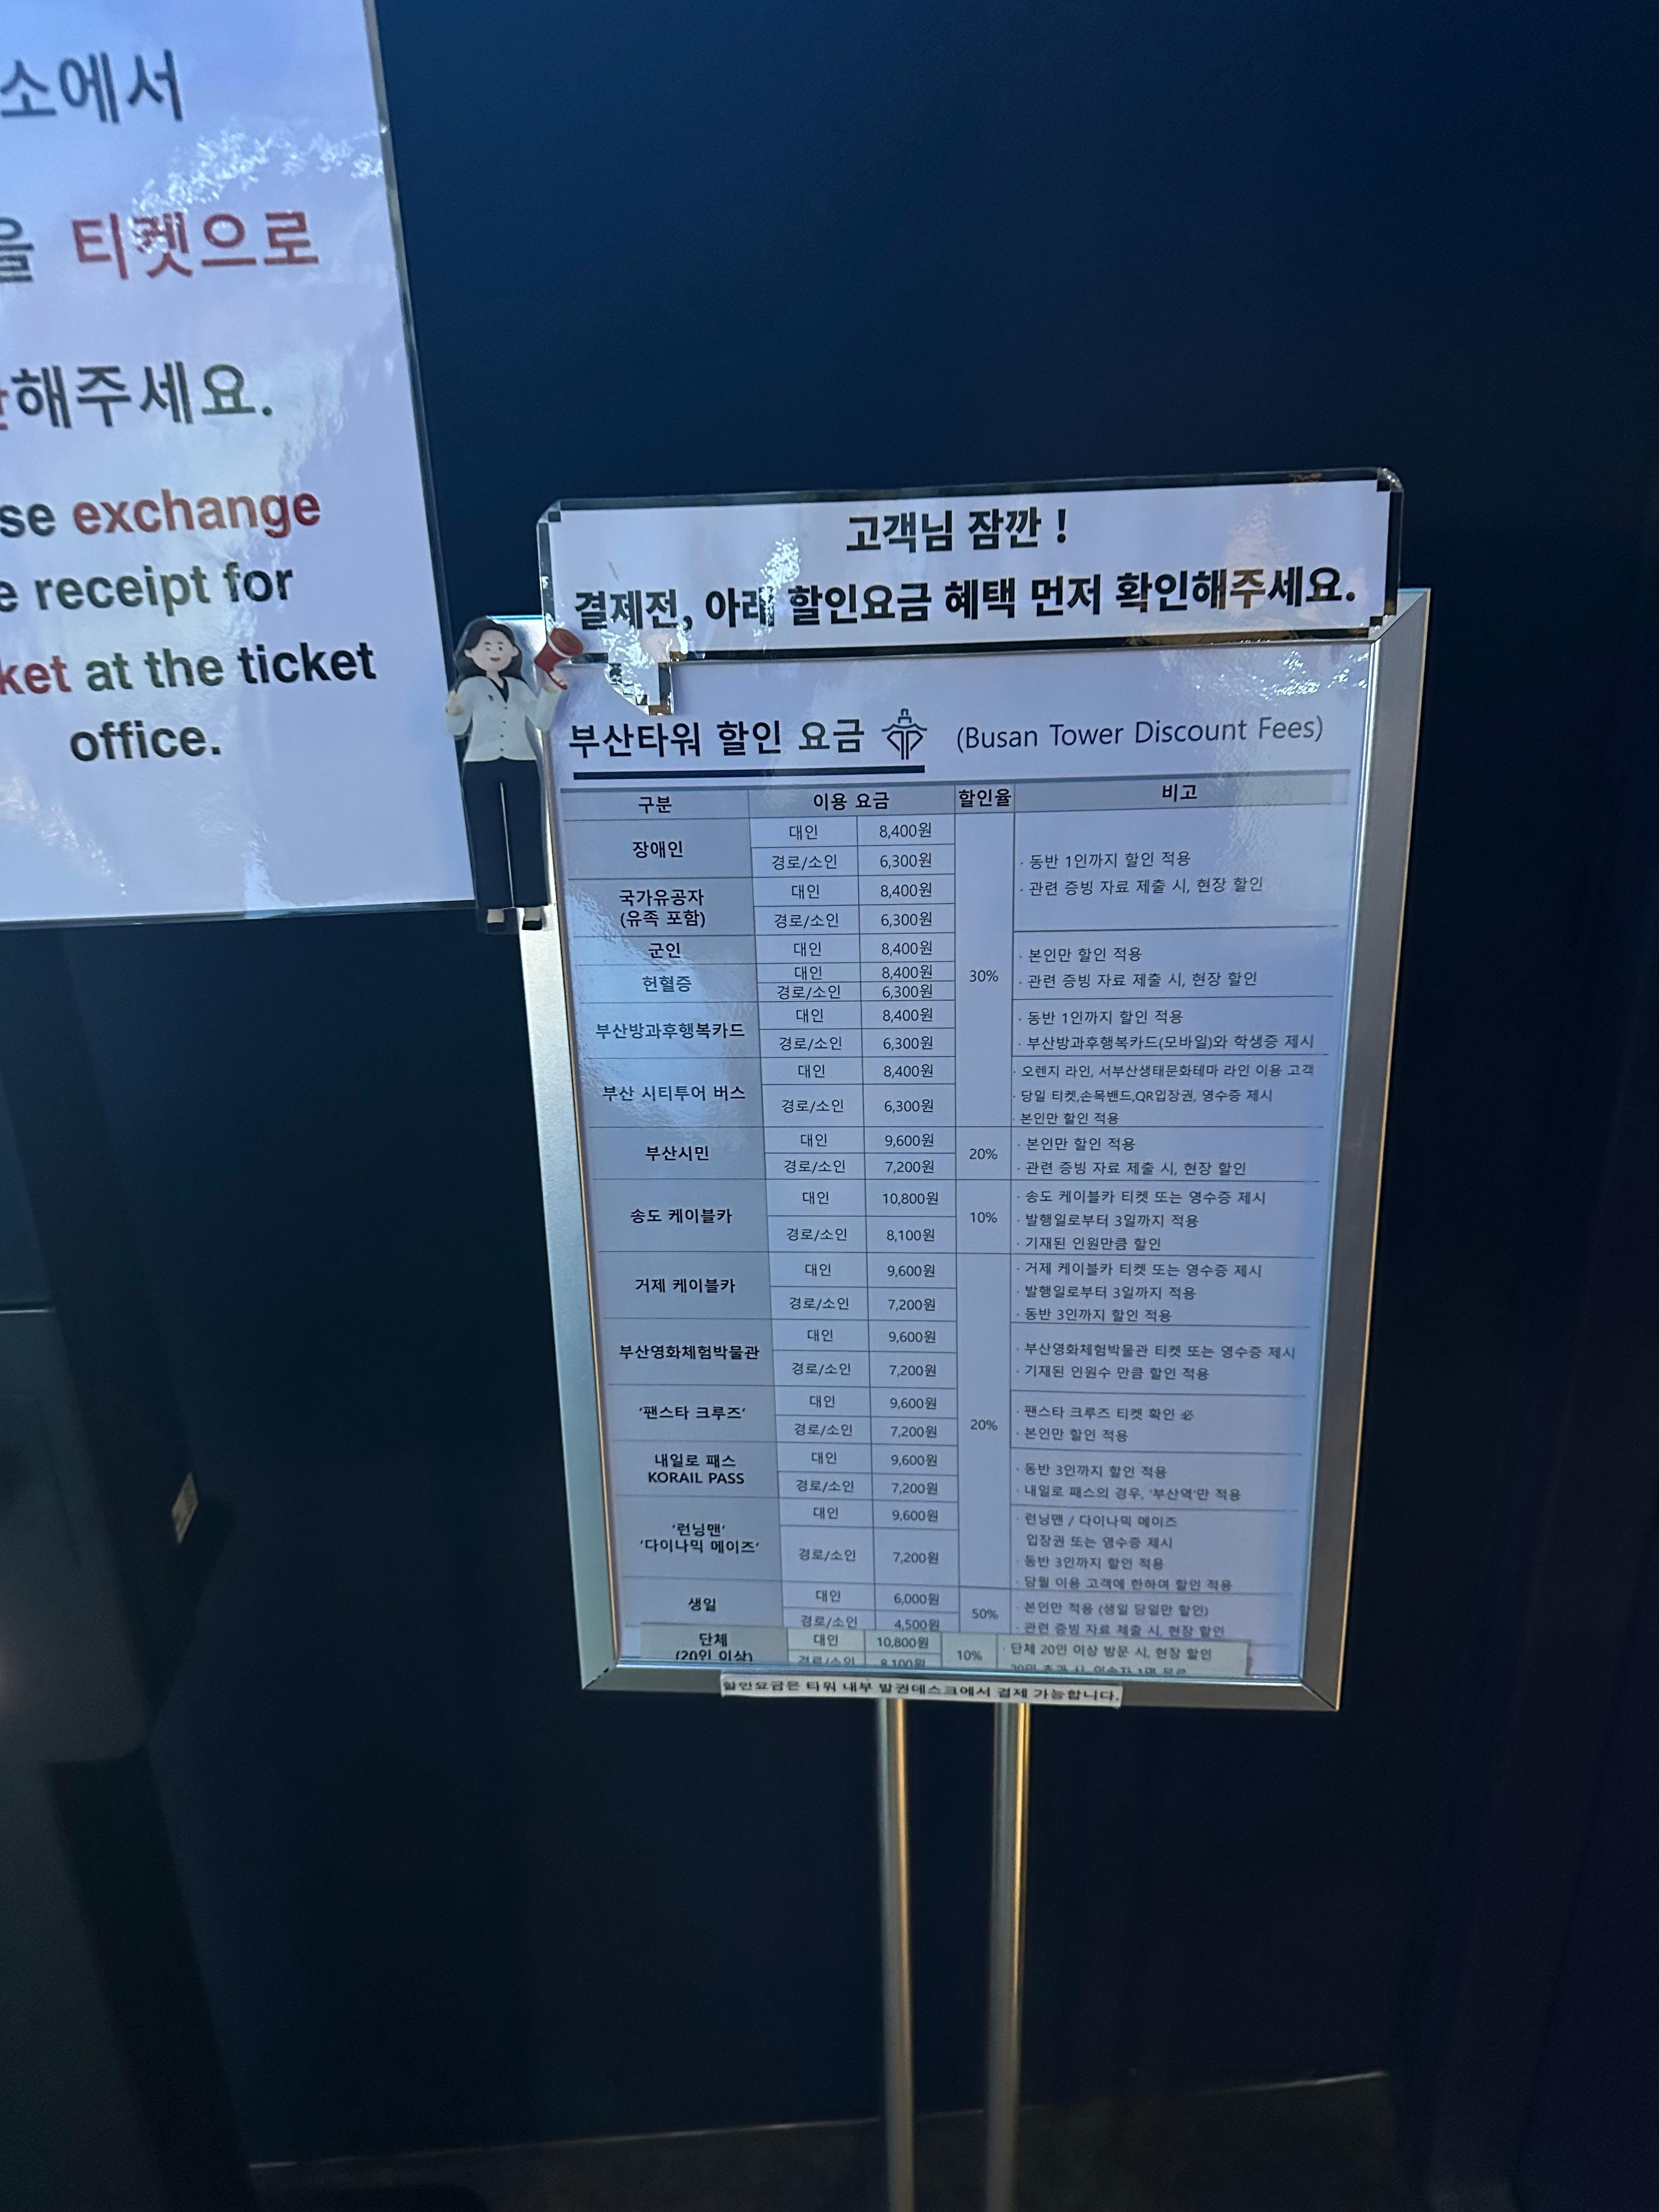 소에서
을 티켓으로
해주세요.
se exchange
e receipt for
ket at the ticket
office.
고객님 잠깐 !
결제전, 아래 할인요금 혜택 먼저 확인해주세요.
부산타워 할인 요금 (Busan Tower Discount Fees)
구분 이용 요금 할인율 비고
장애인 대인 8,400원
경로/소인 6,300원
· 동반 1인까지 할인 적용
· 관련 증빙 자료 제출 시, 현장 할인
국가유공자
(유족 포함)
대인 8,400원
경로/소인 6,300원
군인 대인 8,400원
헌혈증 대인 8,400원
경로/소인 6,300원
30%
· 본인만 할인 적용
· 관련 증빙 자료 제출 시, 현장 할인
부산방과후행복카드 대인 8,400원
경로/소인 6,300원
· 동반 1인까지 할인 적용
· 부산방과후행복카드(모바일)와 학생증 제시
부산 시티투어 버스 대인 8,400원
경로/소인 6,300원
· 오렌지 라인, 서부산생태문화테마 라인 이용 고객
· 당일 티켓,손목밴드,QR입장권, 영수증 제시
· 본인만 할인 적용
부산시민 대인 9,600원
경로/소인 7,200원
20%
· 본인만 할인 적용
· 관련 증빙 자료 제출 시, 현장 할인
송도 케이블카 대인 10,800원
경로/소인 8,100원
10%
· 송도 케이블카 티켓 또는 영수증 제시
· 발행일로부터 3일까지 적용
· 기재된 인원만큼 할인
거제 케이블카 대인 9,600원
경로/소인 7,200원
· 거제 케이블카 티켓 또는 영수증 제시
· 발행일로부터 3일까지 적용
· 동반 3인까지 할인 적용
부산영화체험박물관 대인 9,600원
경로/소인 7,200원
· 부산영화체험박물관 티켓 또는 영수증 제시
· 기재된 인원수 만큼 할인 적용
'팬스타 크루즈' 대인 9,600원
경로/소인 7,200원
20%
· 팬스타 크루즈 티켓 확인 必
· 본인만 할인 적용
내일로 패스
KORAIL PASS
대인 9,600원
경로/소인 7,200원
· 동반 3인까지 할인 적용
· 내일로 패스의 경우, '부산역'만 적용
'런닝맨'
'다이나믹 메이즈'
대인 9,600원
경로/소인 7,200원
· 런닝맨 / 다이나믹 메이즈
입장권 또는 영수증 제시
· 동반 3인까지 할인 적용
· 당월 이용 고객에 한하여 할인 적용
생일 대인 6,000원
경로/소인 4,500원
50%
· 본인만 적용 (생일 당일만 할인)
· 관련 증빙 자료 제출 시, 현장 할인
단체
(20인 이상)
대인 10,800원
경로/소인 8,100원
10%
· 단체 20인 이상 방문 시, 현장 할인
할인요금은 타워 내부 발권데스크에서 결제 가능합니다.